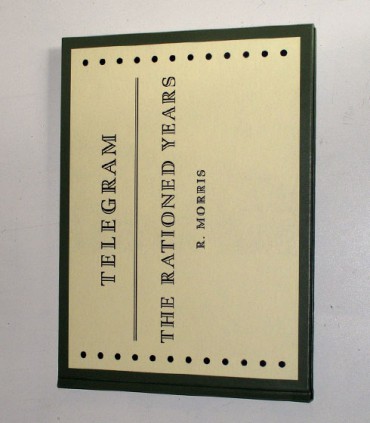 TELEGRAM
THE RATIONED YEARS
R. MORRIS